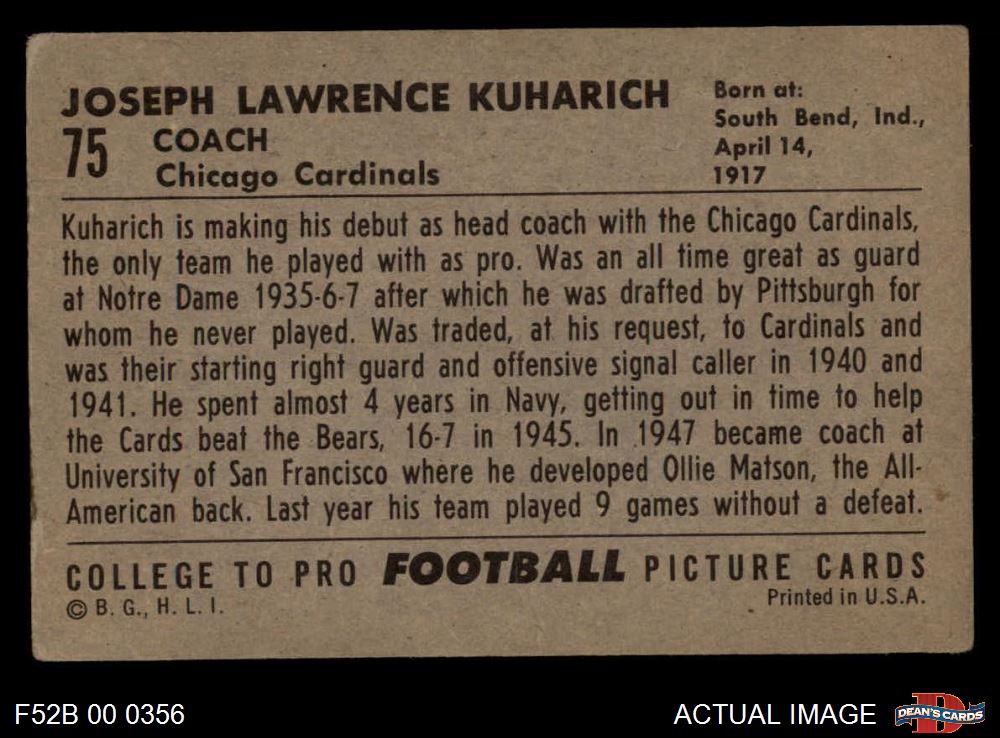 JOSEPH LAWRENCE KUHARICH
75 COACH
Chicago Cardinals
Born at:
South Bend, Ind.,
April 14,
1917
Kuharich is making his debut as head coach with the Chicago Cardinals,
the only team he played with as pro. Was an all time great as guard
at Notre Dame 1935-6-7 after which he was drafted by Pittsburgh for
whom he never played. Was traded, at his request, to Cardinals and
was their starting right guard and offensive signal caller in 1940 and
1941. He spent almost 4 years in Navy, getting out in time to help
the Cards beat the Bears, 16-7 in 1945. In 1947 became coach at
University of San Francisco where he developed Ollie Matson, the All-
American back. Last year his team played 9 games without a defeat.
COLLEGE TO PRO FOOTBALL PICTURE CARDS
© B. G., H. L. I.
Printed in U.S.A.
F52B 00 0356
ACTUAL IMAGE
D
DEAN'S CARDS